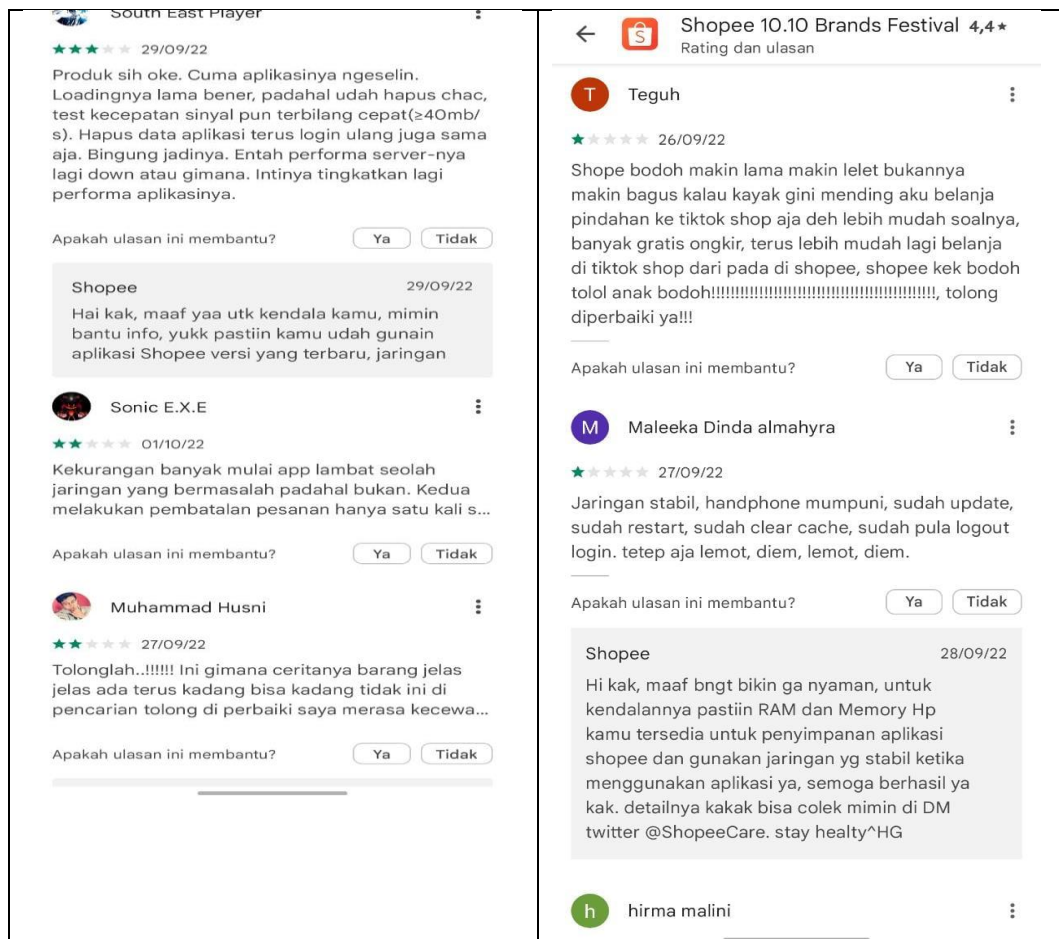 South East Player
29/09/22
Produk sih oke. Cuma aplikasinya ngeselin.
Loadingnya lama bener, padahal udah hapus chac,
test kecepatan sinyal pun terbilang cepat(≥40mb/
s). Hapus data aplikasi terus login ulang juga sama
aja. Bingung jadinya. Entah performa server-nya
lagi down atau gimana. Intinya tingkatkan lagi
performa aplikasinya.
Apakah ulasan ini membantu? Ya Tidak
Shopee 29/09/22
Hai kak, maaf yaa utk kendala kamu, mimin
bantu info, yukk pastiin kamu udah gunain
aplikasi Shopee versi yang terbaru, jaringan
Sonic E.X.E
01/10/22
Kekurangan banyak mulai app lambat seolah
jaringan yang bermasalah padahal bukan. Kedua
melakukan pembatalan pesanan hanya satu kali s...
Apakah ulasan ini membantu? Ya Tidak
Muhammad Husni
27/09/22
Tolonglah..!!!!!! Ini gimana ceritanya barang jelas
jelas ada terus kadang bisa kadang tidak ini di
pencarian tolong di perbaiki saya merasa kecewa...
Apakah ulasan ini membantu? Ya Tidak
Shopee 10.10 Brands Festival 4,4★
Rating dan ulasan
T Teguh
26/09/22
Shope bodoh makin lama makin lelet bukannya
makin bagus kalau kayak gini mending aku belanja
pindahan ke tiktok shop aja deh lebih mudah soalnya,
banyak gratis ongkir, terus lebih mudah lagi belanja
di tiktok shop dari pada di shopee, shopee kek bodoh
tolol anak bodoh!!!!!!!!!!!!!!!!!!!!!!!!!!!!!!!!!!!!!!!!!!!!!!!, tolong
diperbaiki ya!!!
Apakah ulasan ini membantu? Ya Tidak
M Maleeka Dinda almahyra
27/09/22
Jaringan stabil, handphone mumpuni, sudah update,
sudah restart, sudah clear cache, sudah pula logout
login. tetep aja lemot, diem, lemot, diem.
Apakah ulasan ini membantu? Ya Tidak
Shopee 28/09/22
Hi kak, maaf bngt bikin ga nyaman, untuk
kendalannya pastiin RAM dan Memory Hp
kamu tersedia untuk penyimpanan aplikasi
shopee dan gunakan jaringan yg stabil ketika
menggunakan aplikasi ya, semoga berhasil ya
kak. detailnya kakak bisa colek mimin di DM
twitter @ShopeeCare. stay healty^HG
h hirma malini